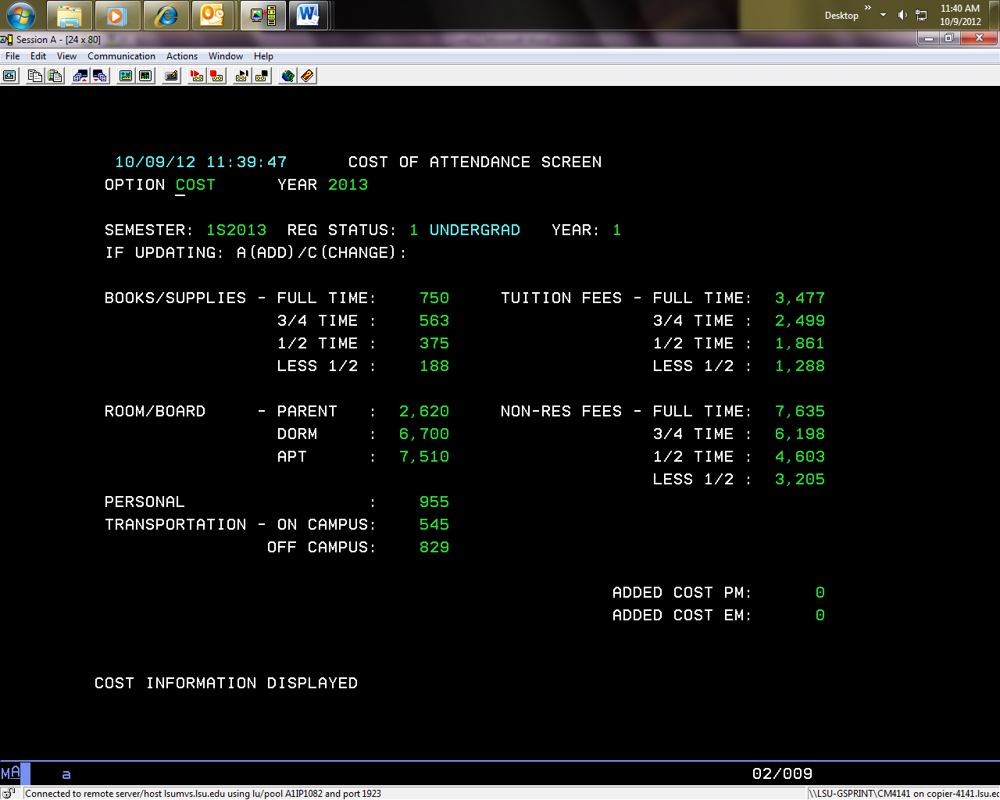 Desktop »
11:40 AM
10/9/2012
Session A - [24 x 80]
File Edit View Communication Actions Window Help
10/09/12 11:39:47 COST OF ATTENDANCE SCREEN
OPTION COST YEAR 2013
SEMESTER: 1S2013 REG STATUS: 1 UNDERGRAD YEAR: 1
IF UPDATING: A(ADD)/C(CHANGE):
BOOKS/SUPPLIES - FULL TIME: 750 TUITION FEES - FULL TIME: 3,477
3/4 TIME : 563 3/4 TIME : 2,499
1/2 TIME : 375 1/2 TIME : 1,861
LESS 1/2 : 188 LESS 1/2 : 1,288
ROOM/BOARD - PARENT : 2,620 NON-RES FEES - FULL TIME: 7,635
DORM : 6,700 3/4 TIME : 6,198
APT : 7,510 1/2 TIME : 4,603
LESS 1/2 : 3,205
PERSONAL : 955
TRANSPORTATION - ON CAMPUS: 545
OFF CAMPUS: 829
ADDED COST PM: 0
ADDED COST EM: 0
COST INFORMATION DISPLAYED
MA a 02/009
Connected to remote server/host lsumvs.lsu.edu using lu/pool A1IP1082 and port 1923 \\LSU-GSPRINT\CM4141 on copier-4141.lsu.ec